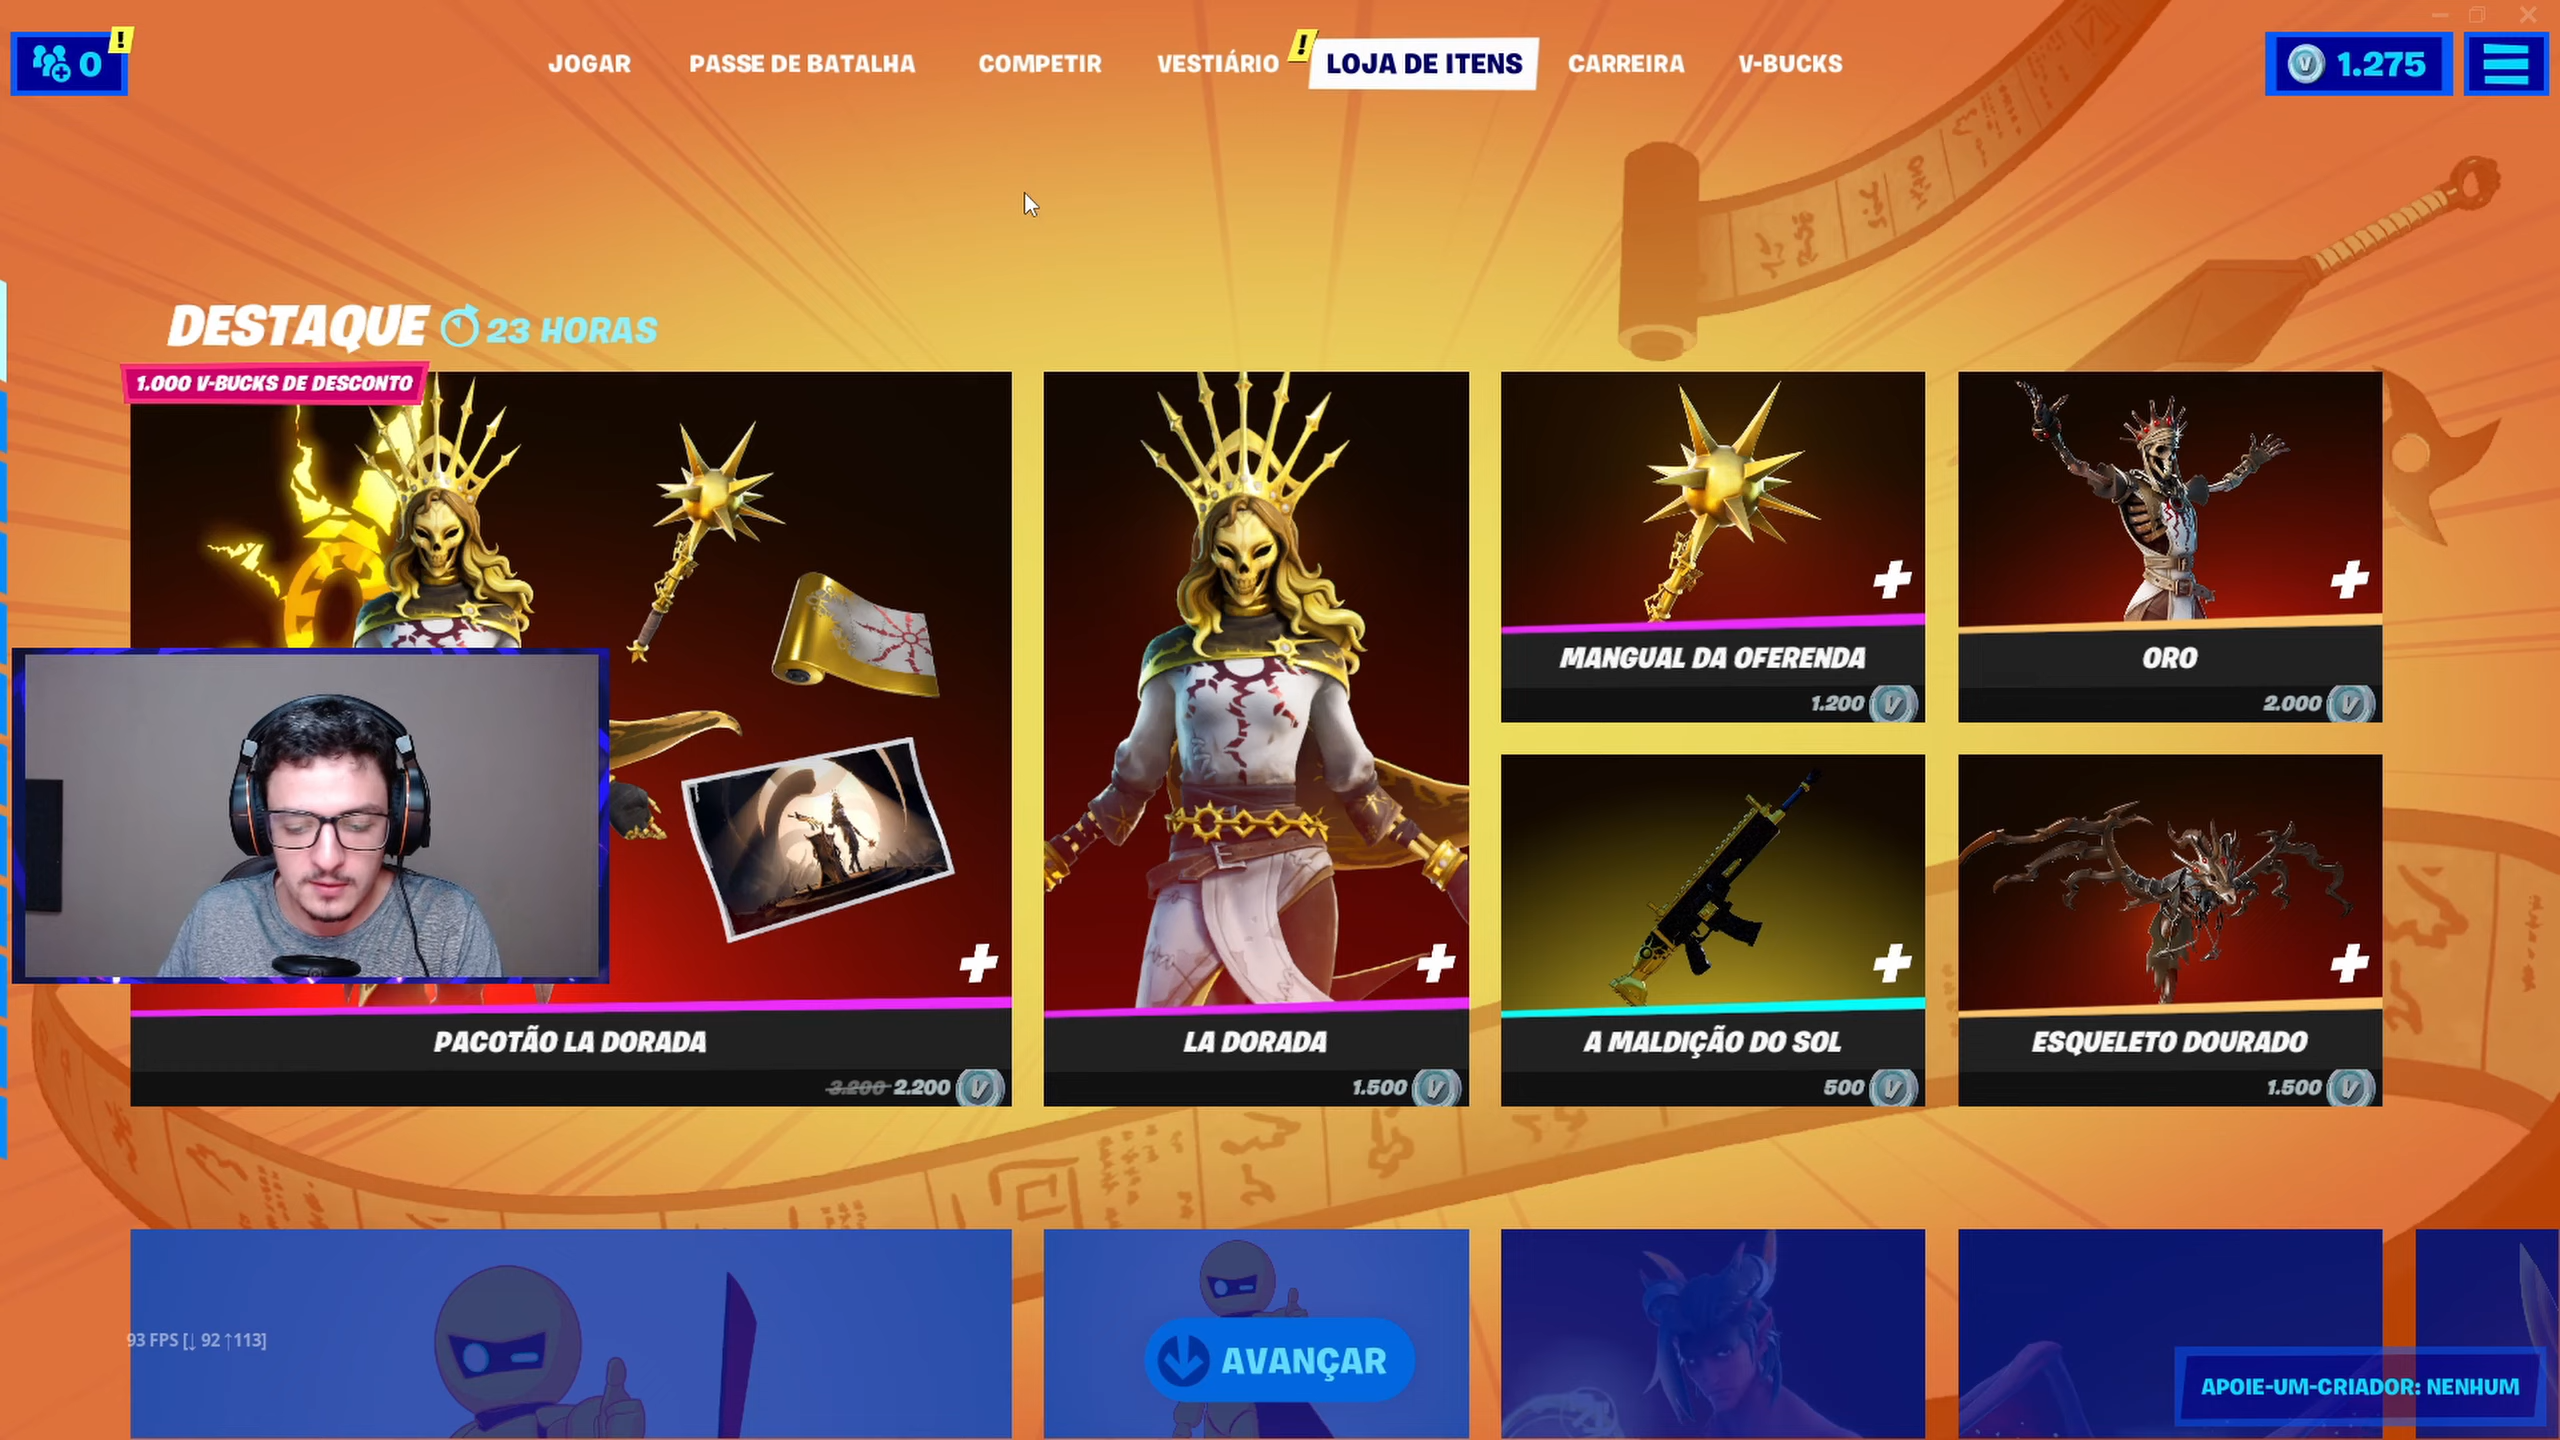 0
!
JOGAR
PASSE DE BATALHA
COMPETIR
VESTIÁRIO
!
LOJA DE ITENS
CARREIRA
V-BUCKS
1.275
DESTAQUE 23 HORAS
1.000 V-BUCKS DE DESCONTO
MANGUAL DA OFERENDA
1.200
ORO
2.000
PACOTÃO LA DORADA
3.200 2.200
LA DORADA
1.500
A MALDIÇÃO DO SOL
500
ESQUELETO DOURADO
1.500
93 FPS [↓ 92 ↑113]
AVANÇAR
APOIE-UM-CRIADOR: NENHUM